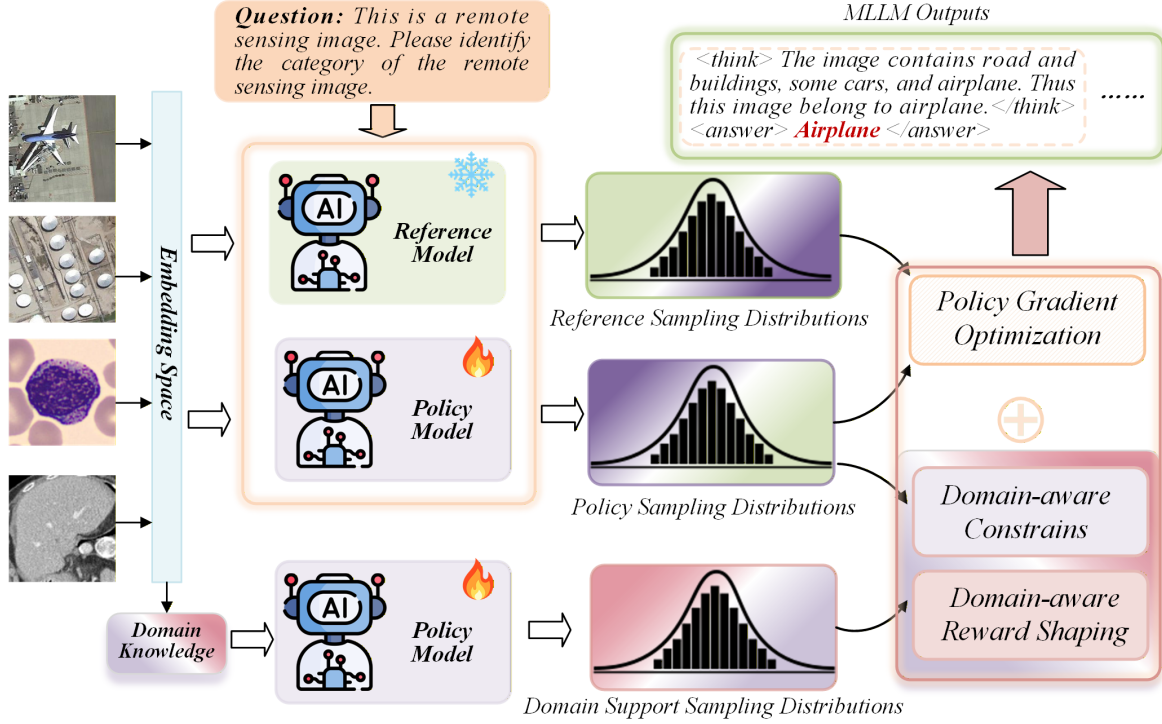 Question: This is a remote
sensing image. Please identify
the category of the remote
sensing image.
MLLM Outputs
<think> The image contains road and
buildings, some cars, and airplane. Thus
this image belong to airplane.</think>
<answer> Airplane </answer>
......
Embedding Space
AI
Reference
Model
Reference Sampling Distributions
Policy Gradient
Optimization
AI
Policy
Model
Policy Sampling Distributions
Domain-aware
Constrains
Domain
Knowledge
AI
Policy
Model
Domain Support Sampling Distributions
Domain-aware
Reward Shaping